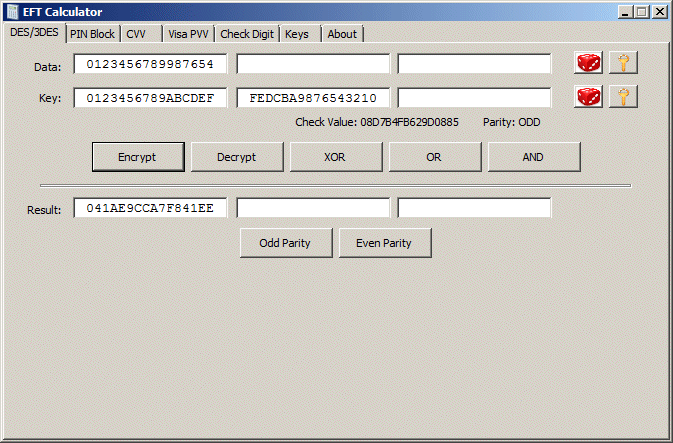 EFT Calculator
DES/3DES PIN Block CVV Visa PVV Check Digit Keys About
Data: 0123456789987654
Key: 0123456789ABCDEF FEDCBA9876543210
Check Value: 08D7B4FB629D0885 Parity: ODD
Encrypt Decrypt XOR OR AND
Result: 041AE9CCA7F841EE
Odd Parity Even Parity